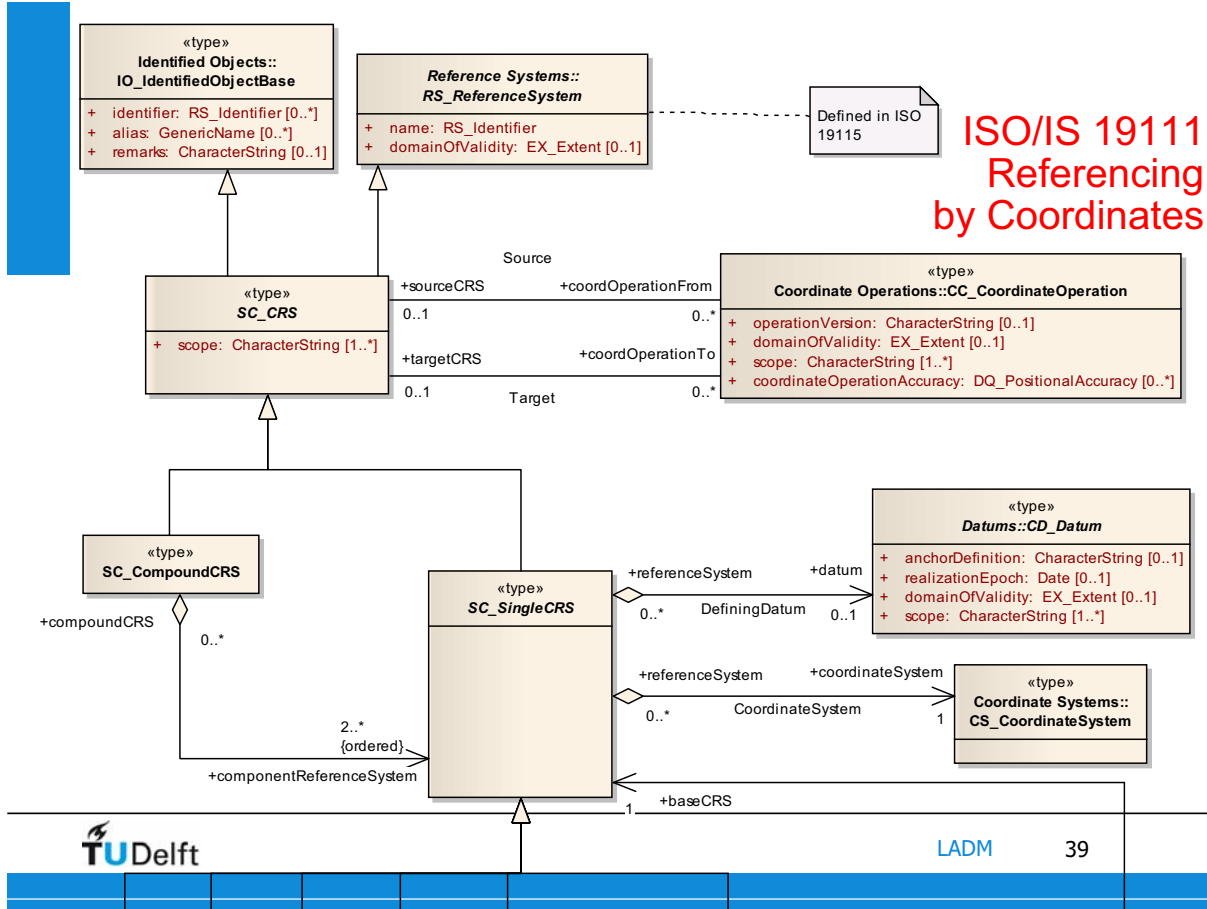 «type»
Identified Objects::
IO_IdentifiedObjectBase
+ identifier: RS_Identifier [0..*]
+ alias: GenericName [0..*]
+ remarks: CharacterString [0..1]
Reference Systems::
RS_ReferenceSystem
+ name: RS_Identifier
+ domainOfValidity: EX_Extent [0..1]
Defined in ISO
19115
ISO/IS 19111
Referencing
by Coordinates
«type»
SC_CRS
+ scope: CharacterString [1..*]
Source
+sourceCRS
+coordOperationFrom
0..1
0..*
+targetCRS
+coordOperationTo
0..1
Target
0..*
«type»
Coordinate Operations::CC_CoordinateOperation
+ operationVersion: CharacterString [0..1]
+ domainOfValidity: EX_Extent [0..1]
+ scope: CharacterString [1..*]
+ coordinateOperationAccuracy: DQ_PositionalAccuracy [0..*]
«type»
SC_CompoundCRS
+compoundCRS
0..*
2..*
{ordered}
+componentReferenceSystem
«type»
SC_SingleCRS
+referenceSystem
+datum
0..*
DefiningDatum
0..1
«type»
Datums::CD_Datum
+ anchorDefinition: CharacterString [0..1]
+ realizationEpoch: Date [0..1]
+ domainOfValidity: EX_Extent [0..1]
+ scope: CharacterString [1..*]
+referenceSystem
+coordinateSystem
0..*
CoordinateSystem
1
«type»
Coordinate Systems::
CS_CoordinateSystem
1
+baseCRS
TUDelft
LADM
39